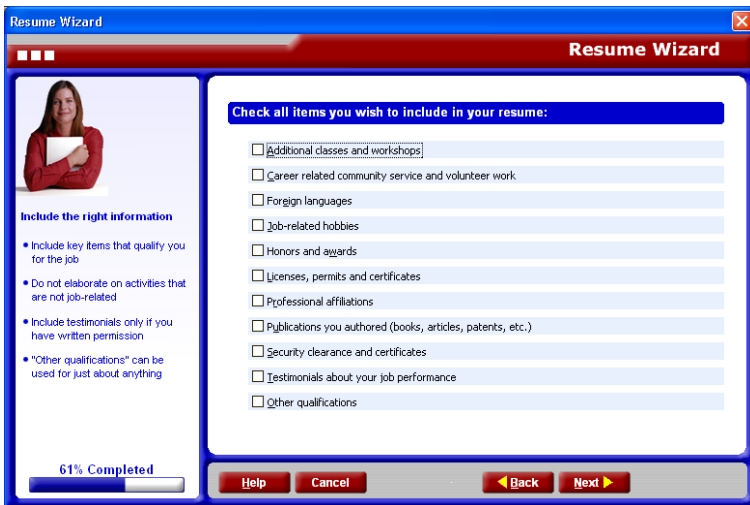 Resume Wizard
Resume Wizard
Check all items you wish to include in your resume:
Additional classes and workshops
Career related community service and volunteer work
Foreign languages
Job-related hobbies
Honors and awards
Licenses, permits and certificates
Professional affiliations
Publications you authored (books, articles, patents, etc.)
Security clearance and certificates
Testimonials about your job performance
Other qualifications
Include the right information
• Include key items that qualify you
for the job
• Do not elaborate on activities that
are not job-related
• Include testimonials only if you
have written permission
• "Other qualifications" can be
used for just about anything
61% Completed
Help
Cancel
Back
Next